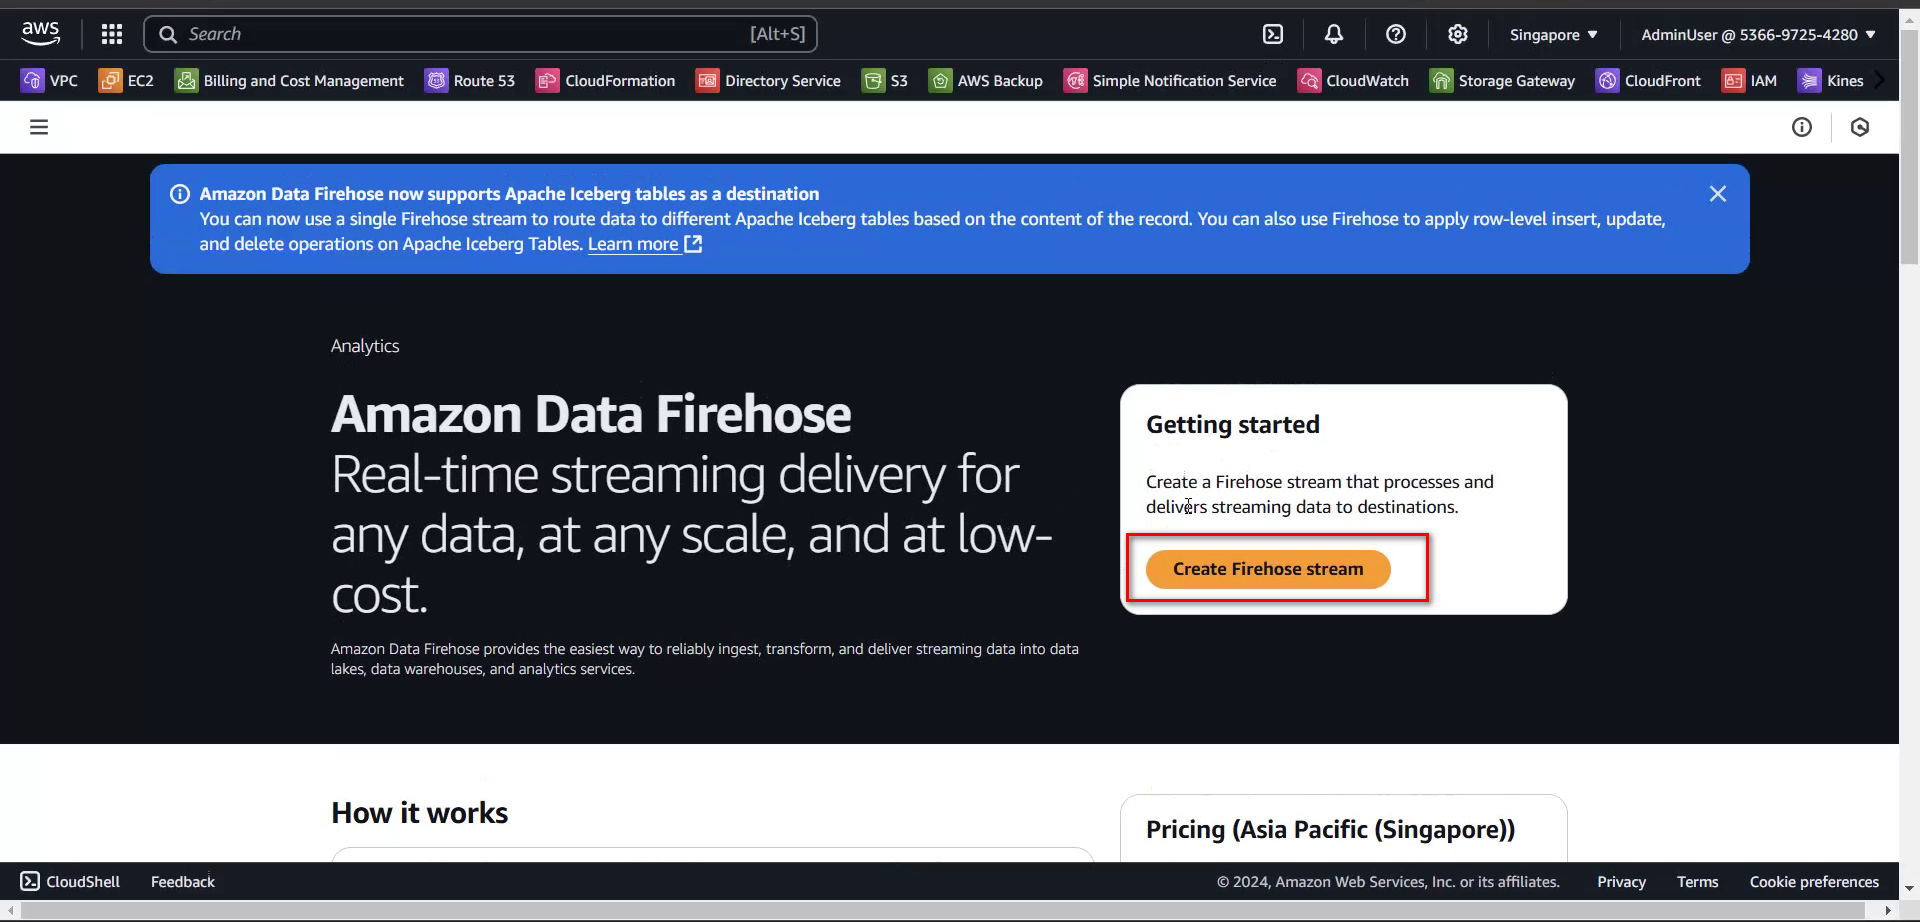 aws
Search [Alt+S] Singapore AdminUser @ 5366-9725-4280
VPC EC2 Billing and Cost Management Route 53 CloudFormation Directory Service S3 AWS Backup Simple Notification Service CloudWatch Storage Gateway CloudFront IAM Kines
Amazon Data Firehose now supports Apache Iceberg tables as a destination
You can now use a single Firehose stream to route data to different Apache Iceberg tables based on the content of the record. You can also use Firehose to apply row-level insert, update,
and delete operations on Apache Iceberg Tables. Learn more
Analytics
Amazon Data Firehose
Real-time streaming delivery for
any data, at any scale, and at low-
cost.
Amazon Data Firehose provides the easiest way to reliably ingest, transform, and deliver streaming data into data
lakes, data warehouses, and analytics services.
Getting started
Create a Firehose stream that processes and
delivers streaming data to destinations.
Create Firehose stream
How it works
Pricing (Asia Pacific (Singapore))
CloudShell Feedback © 2024, Amazon Web Services, Inc. or its affiliates. Privacy Terms Cookie preferences